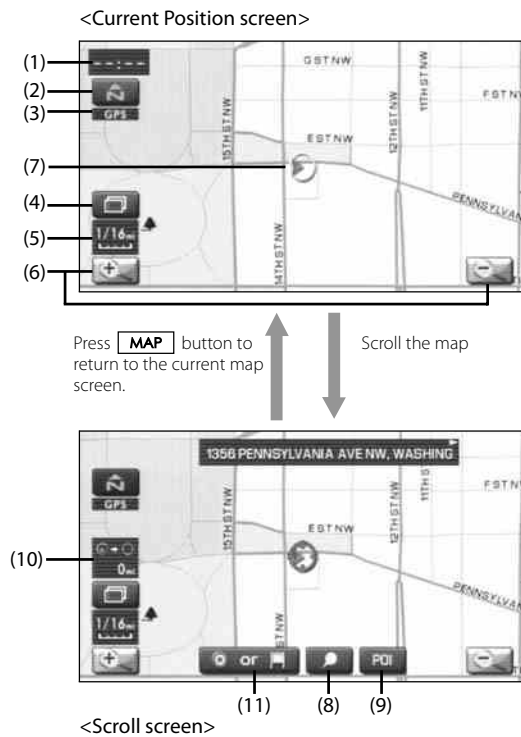 <Current Position screen>
(1)
--:--
(2)
(3) GPS
(4)
(5) 1/16mi
(6)
(7)
G ST NW
F ST NW
E ST NW
15TH ST NW
14TH ST NW
12TH ST NW
11TH ST NW
PENNSYLVAN
Press MAP button to
return to the current map
screen.
Scroll the map
1356 PENNSYLVANIA AVE NW, WASHING
GPS
F ST NW
E ST NW
15TH ST NW
12TH ST NW
11TH ST
PENNSYLVAN
(10)
0mi
1/16mi
ST NW
or
POI
(11)
(8)
(9)
<Scroll screen>